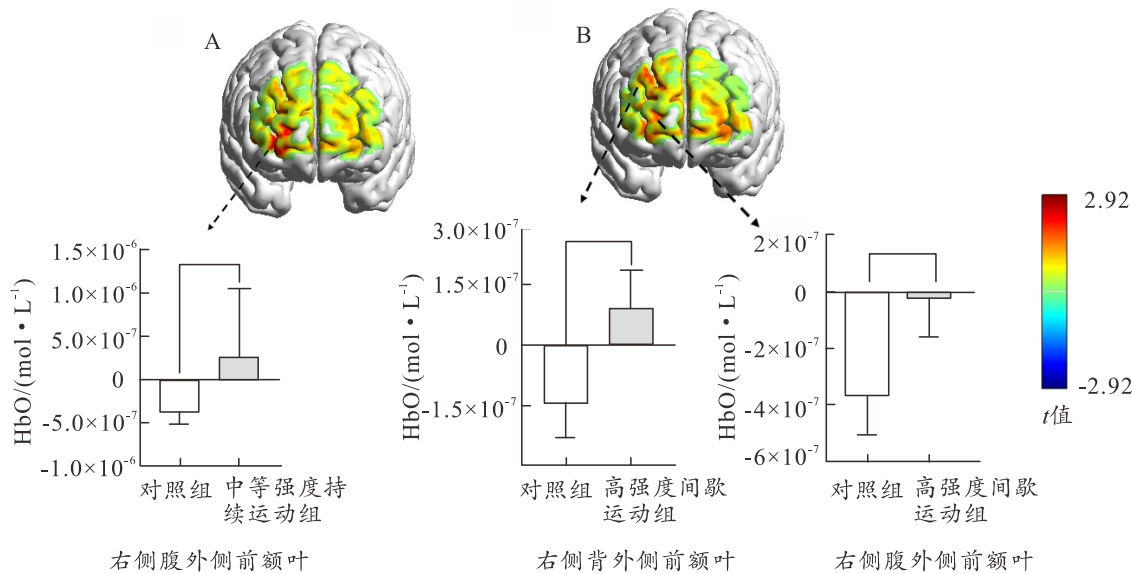 A
B
2.92
-2.92
t值
HbO/(mol·L⁻¹)
1.5×10⁻⁶
1.0×10⁻⁶
5.0×10⁻⁷
0
-5.0×10⁻⁷
-1.0×10⁻⁶
对照组
中等强度持
续运动组
右侧腹外侧前额叶
HbO/(mol·L⁻¹)
3.0×10⁻⁷
1.5×10⁻⁷
0
-1.5×10⁻⁷
对照组
高强度间歇
运动组
右侧背外侧前额叶
HbO/(mol·L⁻¹)
2×10⁻⁷
0
-2×10⁻⁷
-4×10⁻⁷
-6×10⁻⁷
对照组
高强度间歇
运动组
右侧腹外侧前额叶